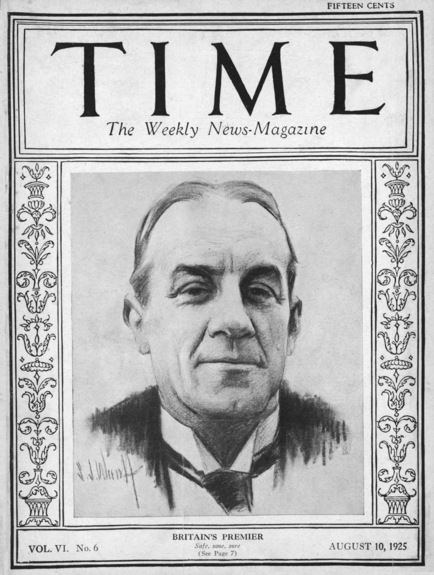 FIFTEEN CENTS
TIME
The Weekly News-Magazine
BRITAIN'S PREMIER
Safe, sane, sure
(See Page 7)
VOL. VI. No. 6
AUGUST 10, 1925